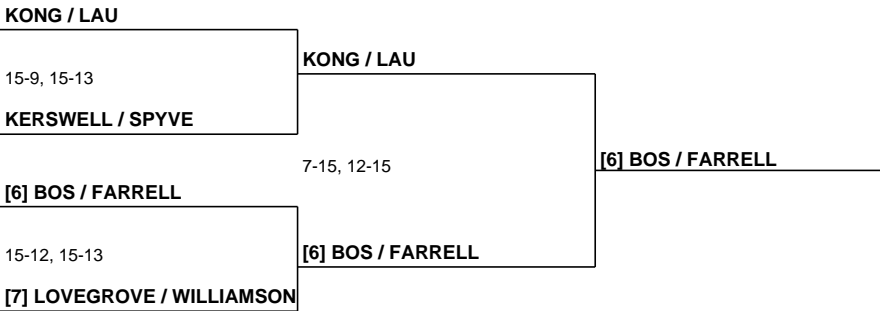 KONG / LAU
15-9, 15-13
KERSWELL / SPYVE
[6] BOS / FARRELL
15-12, 15-13
[7] LOVEGROVE / WILLIAMSON
KONG / LAU
7-15, 12-15
[6] BOS / FARRELL
[6] BOS / FARRELL